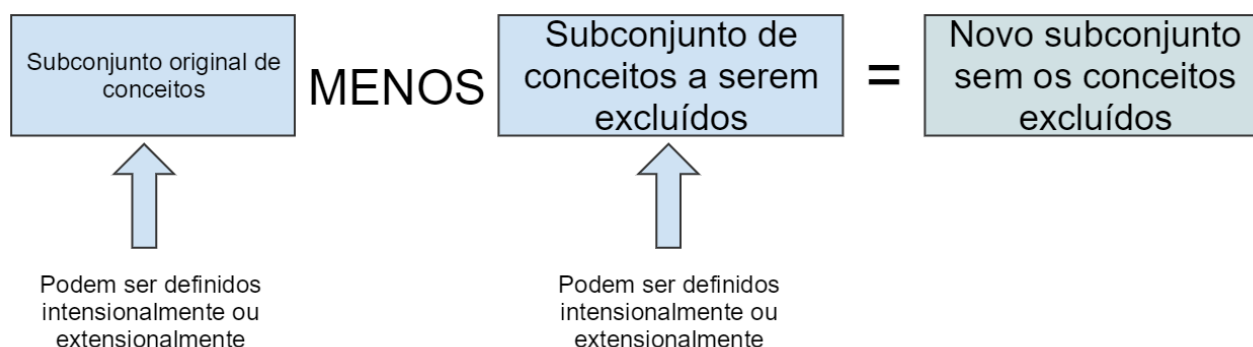 Subconjunto original de
conceitos
MENOS
Subconjunto de
conceitos a serem
excluídos
=
Novo subconjunto
sem os conceitos
excluídos
Podem ser definidos
intensionalmente ou
extensionalmente
Podem ser definidos
intensionalmente ou
extensionalmente